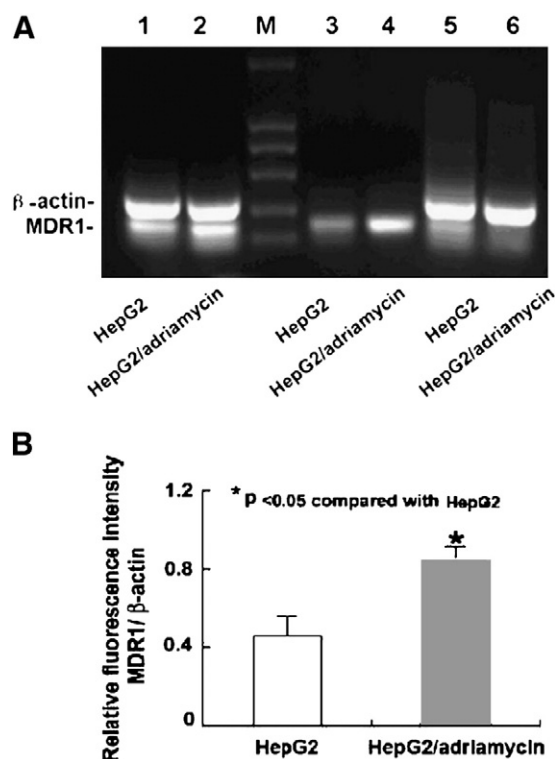 A
1 2 M 3 4 5 6
β-actin-
MDR1-
HepG2
HepG2/adriamycin
HepG2
HepG2/adriamycin
HepG2
HepG2/adriamycin
B
Relative fluorescence Intensity
MDR1/ β-actin
1.2
0.8
0.4
0
* p <0.05 compared with HepG2
*
HepG2
HepG2/adriamycin